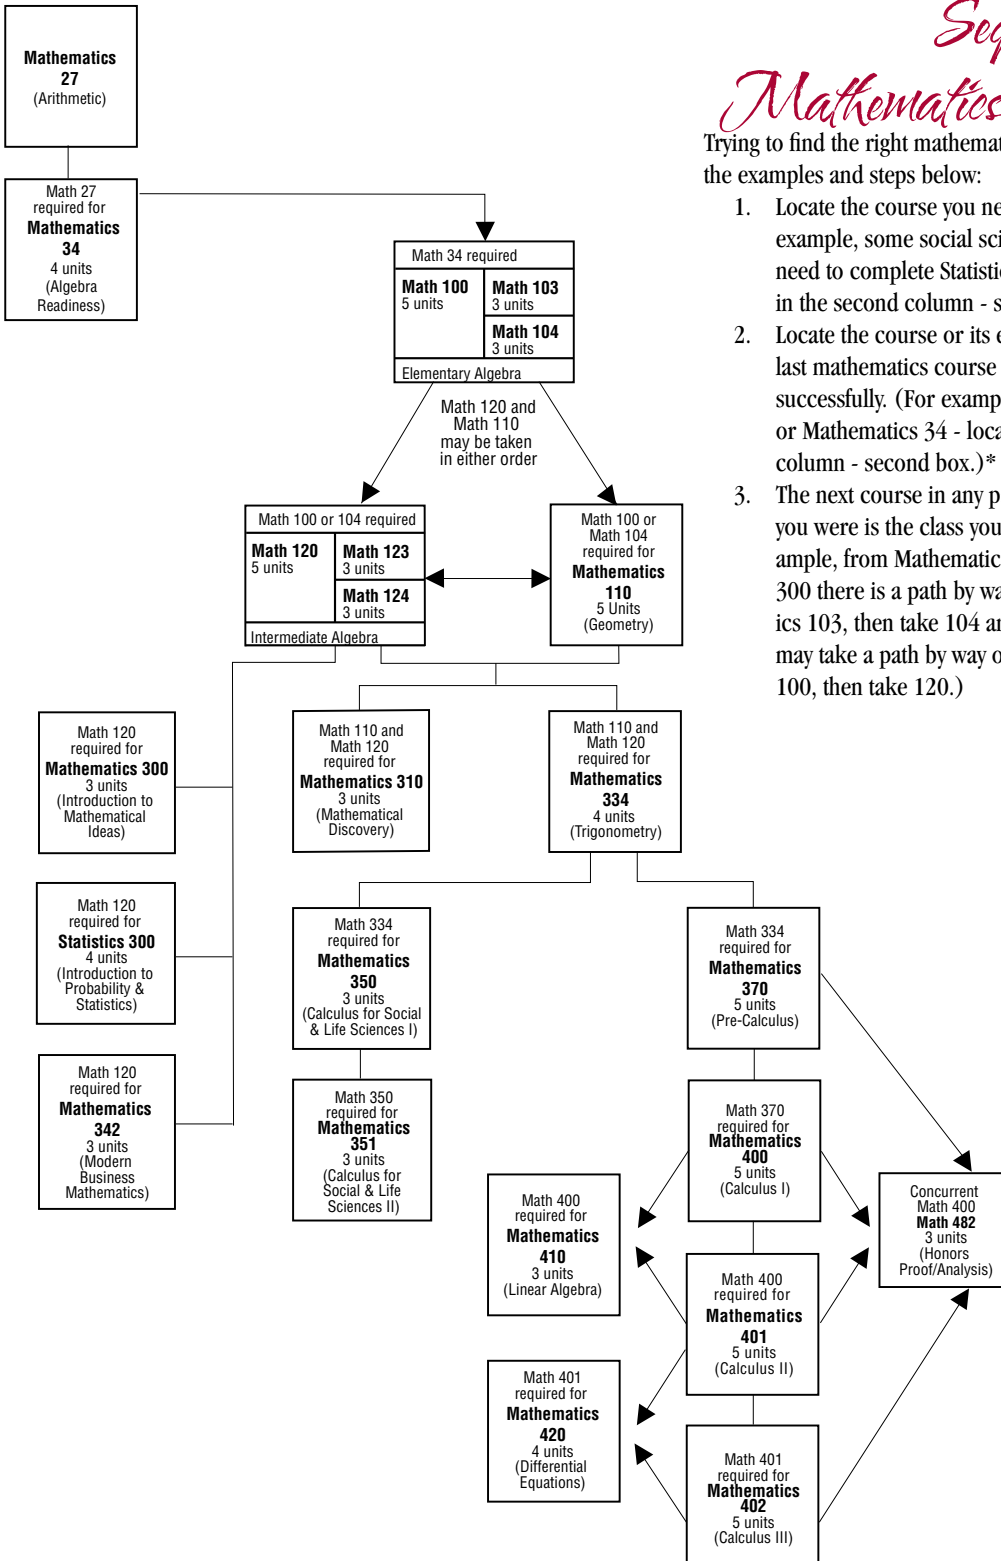 Mathematics
27
(Arithmetic)
Math 27
required for
Mathematics
34
4 units
(Algebra
Readiness)
Mathematics
Trying to find the right
the examples and steps below:
1. Locate the course you
example, some social
need to complete
in the second column -
2. Locate the course or its
last mathematics course
successfully. (For
or Mathematics 34 -
column - second box.)*
3. The next course in any
you were is the class you
ample, from
300 there is a path by
ics 103, then take 104
may take a path by way
100, then take 120.)
Math 34 required
Math 100
5 units
Math 103
3 units
Math 104
3 units
Elementary Algebra
Math 120 and
Math 110
may be taken
in either order
Math 100 or 104 required
Math 120
5 units
Math 123
3 units
Math 124
3 units
Intermediate Algebra
Math 100 or
Math 104
required for
Mathematics
110
5 Units
(Geometry)
Math 120
required for
Mathematics 300
3 units
(Introduction to
Mathematical
Ideas)
Math 110 and
Math 120
required for
Mathematics 310
3 units
(Mathematical
Discovery)
Math 110 and
Math 120
required for
Mathematics
334
4 units
(Trigonometry)
Math 120
required for
Statistics 300
4 units
(Introduction to
Probability &
Statistics)
Math 334
required for
Mathematics
350
3 units
(Calculus for Social
& Life Sciences I)
Math 334
required for
Mathematics
370
5 units
(Pre-Calculus)
Math 120
required for
Mathematics
342
3 units
(Modern
Business
Mathematics)
Math 350
required for
Mathematics
351
3 units
(Calculus for
Social & Life
Sciences II)
Math 370
required for
Mathematics
400
5 units
(Calculus I)
Math 400
required for
Mathematics
410
3 units
(Linear Algebra)
Concurrent
Math 400
Math 482
3 units
(Honors
Proof/Analysis)
Math 400
required for
Mathematics
401
5 units
(Calculus II)
Math 401
required for
Mathematics
420
4 units
(Differential
Equations)
Math 401
required for
Mathematics
402
5 units
(Calculus III)